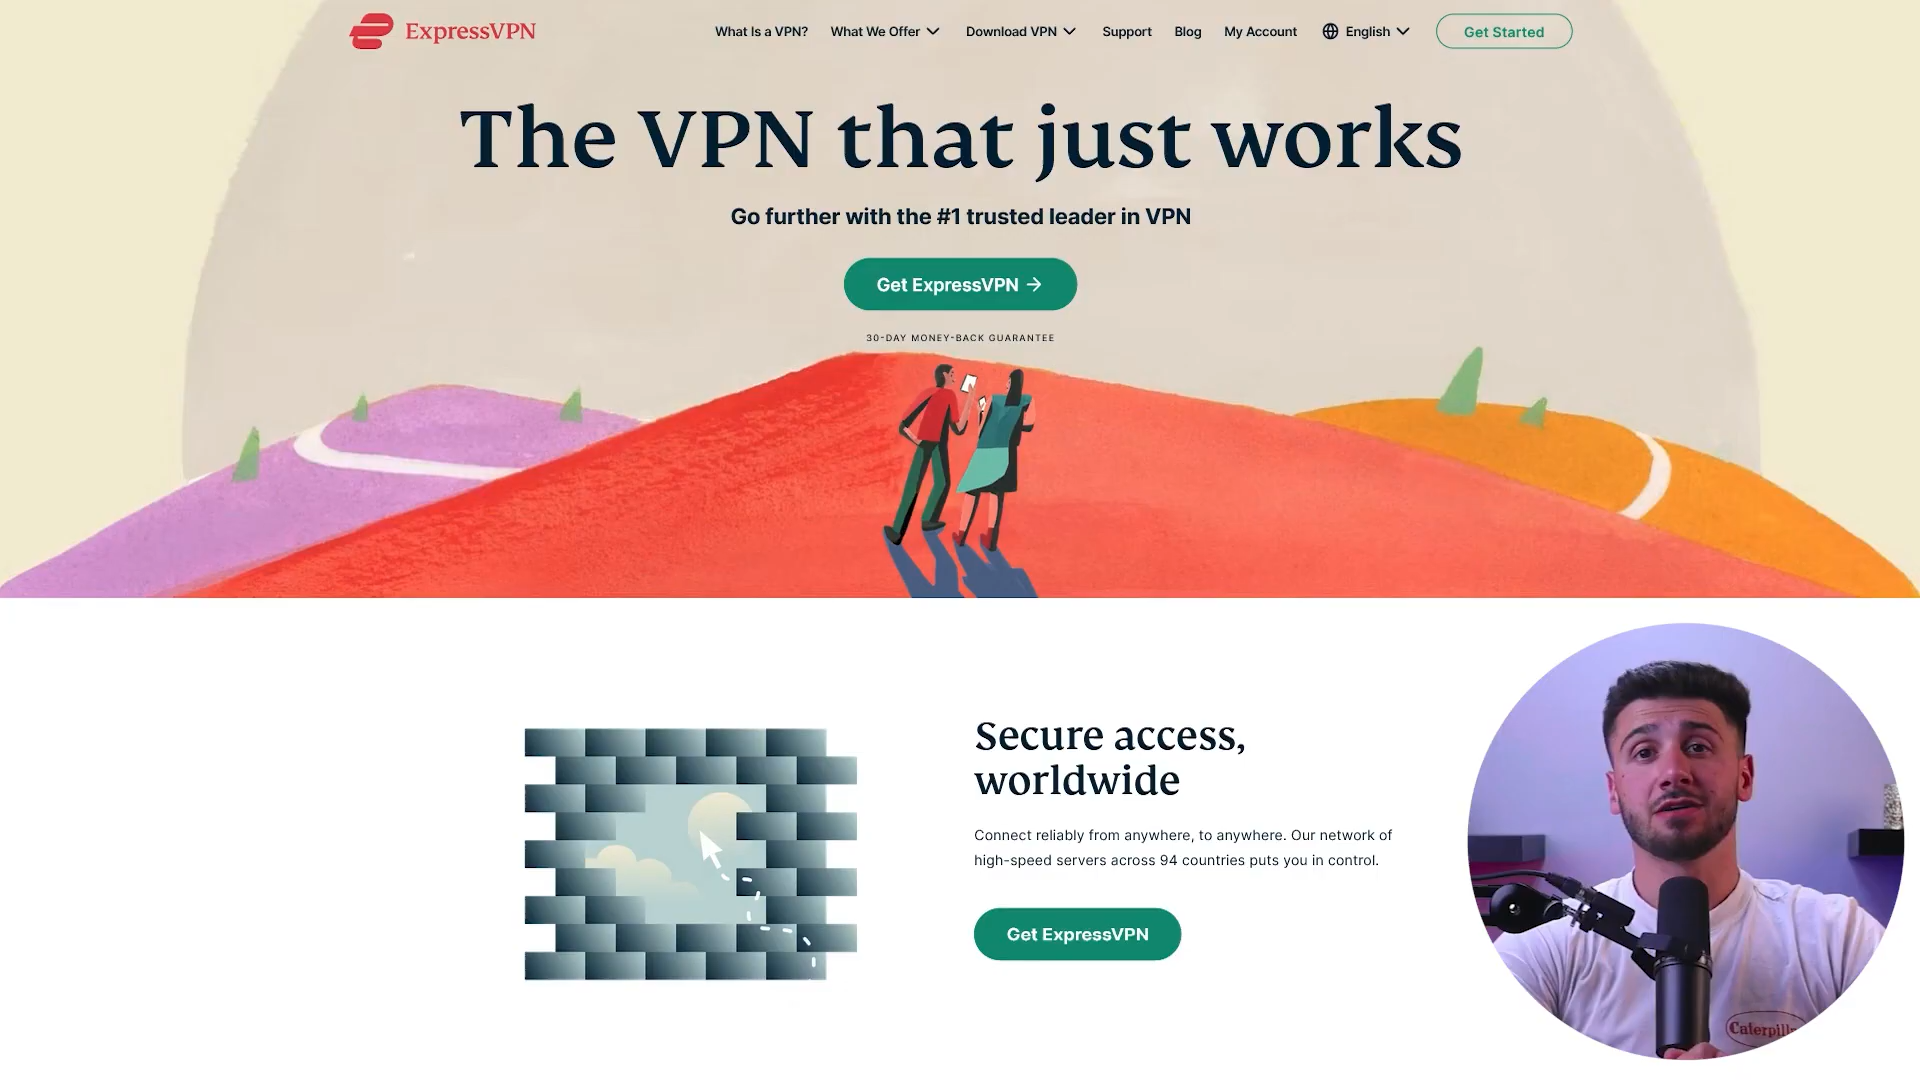 ExpressVPN
What Is a VPN?
What We Offer
Download VPN
Support
Blog
My Account
English
Get Started
The VPN that just works
Go further with the #1 trusted leader in VPN
Get ExpressVPN →
30-DAY MONEY-BACK GUARANTEE
Secure access,
worldwide
Connect reliably from anywhere, to anywhere. Our network of
high-speed servers across 94 countries puts you in control.
Get ExpressVPN